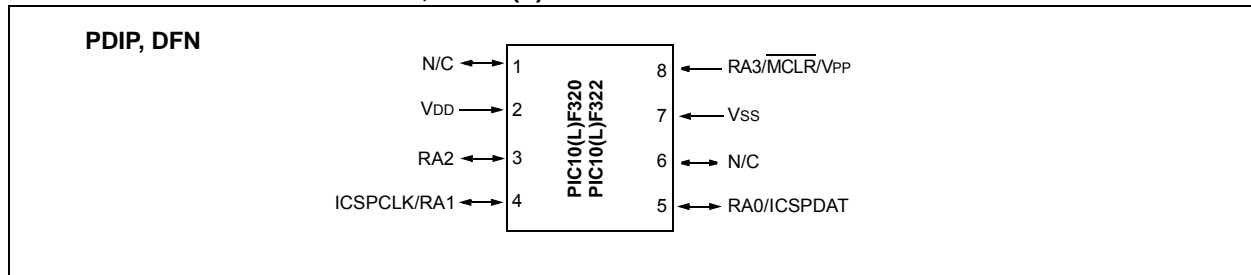 PDIP, DFN
N/C 1
VDD 2
RA2 3
ICSPCLK/RA1 4
PIC10(L)F320
PIC10(L)F322
8 RA3/MCLR/VPP
7 VSS
6 N/C
5 RA0/ICSPDAT